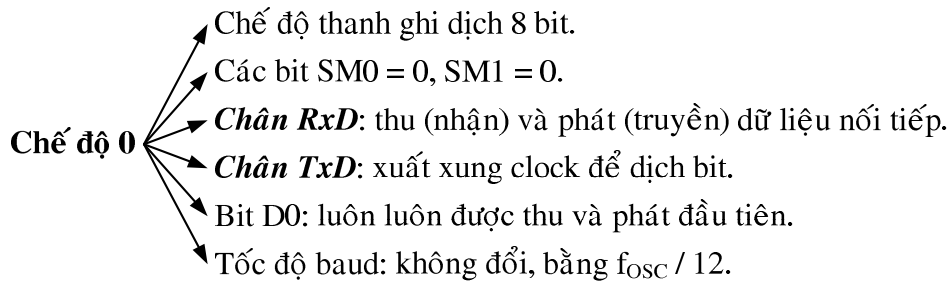 Chế độ thanh ghi dịch 8 bit.
Các bit SM0 = 0, SM1 = 0.
Chân RxD: thu (nhận) và phát (truyền) dữ liệu nối tiếp.
Chế độ 0
Chân TxD: xuất xung clock để dịch bit.
Bit D0: luôn luôn được thu và phát đầu tiên.
Tốc độ baud: không đổi, bằng fOSC / 12.